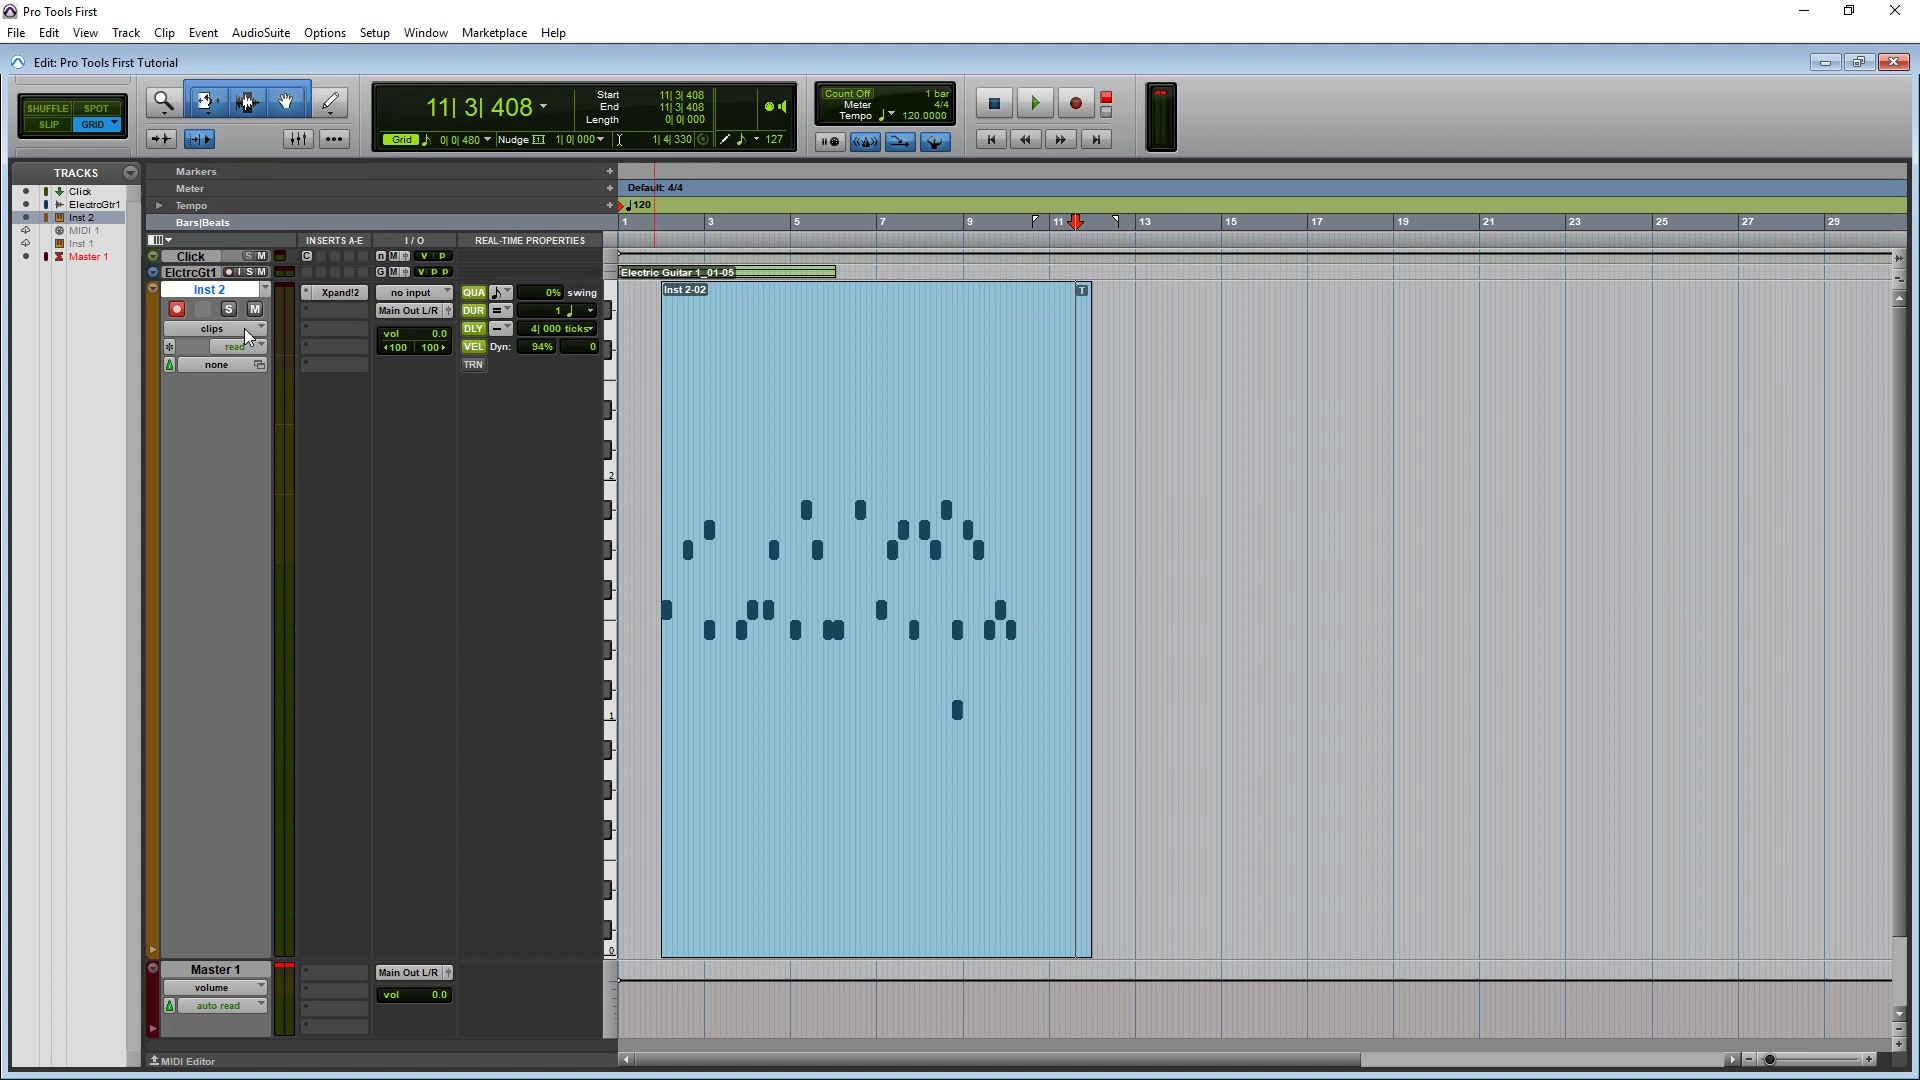 Pro Tools First
File Edit View Track Clip Event AudioSuite Options Setup Window Marketplace Help
Edit: Pro Tools First Tutorial
SHUFFLE SPOT
SLIP GRID
11| 3| 408
Start 11| 3| 408
End 11| 3| 408
Length 0| 0| 000
Grid 0| 0| 480 Nudge 1| 0| 000 1| 4| 330 127
Count Off 1 bar
Meter 4/4
Tempo 120.0000
TRACKS
Click
ElectrcGtr1
Inst 2
MIDI 1
Inst 1
Master 1
Markers
Meter Default: 4/4
Tempo 120
Bars|Beats 1 3 5 7 9 11 13 15 17 19 21 23 25 27 29
INSERTS A-E I / O REAL-TIME PROPERTIES
Click S M C n M V P
ElctrcGt1 I S M G M V P P Electric Guitar 1_01-05
Inst 2 Xpand!2 no input QUA 0% swing Inst 2-02 T
S M Main Out L/R DUR 1
clips DLY 4| 000 ticks
vol 0.0
read 100 100 VEL Dyn: 94% 0
none TRN
2
1
0
Master 1 Main Out L/R
volume vol 0.0
auto read
MIDI Editor